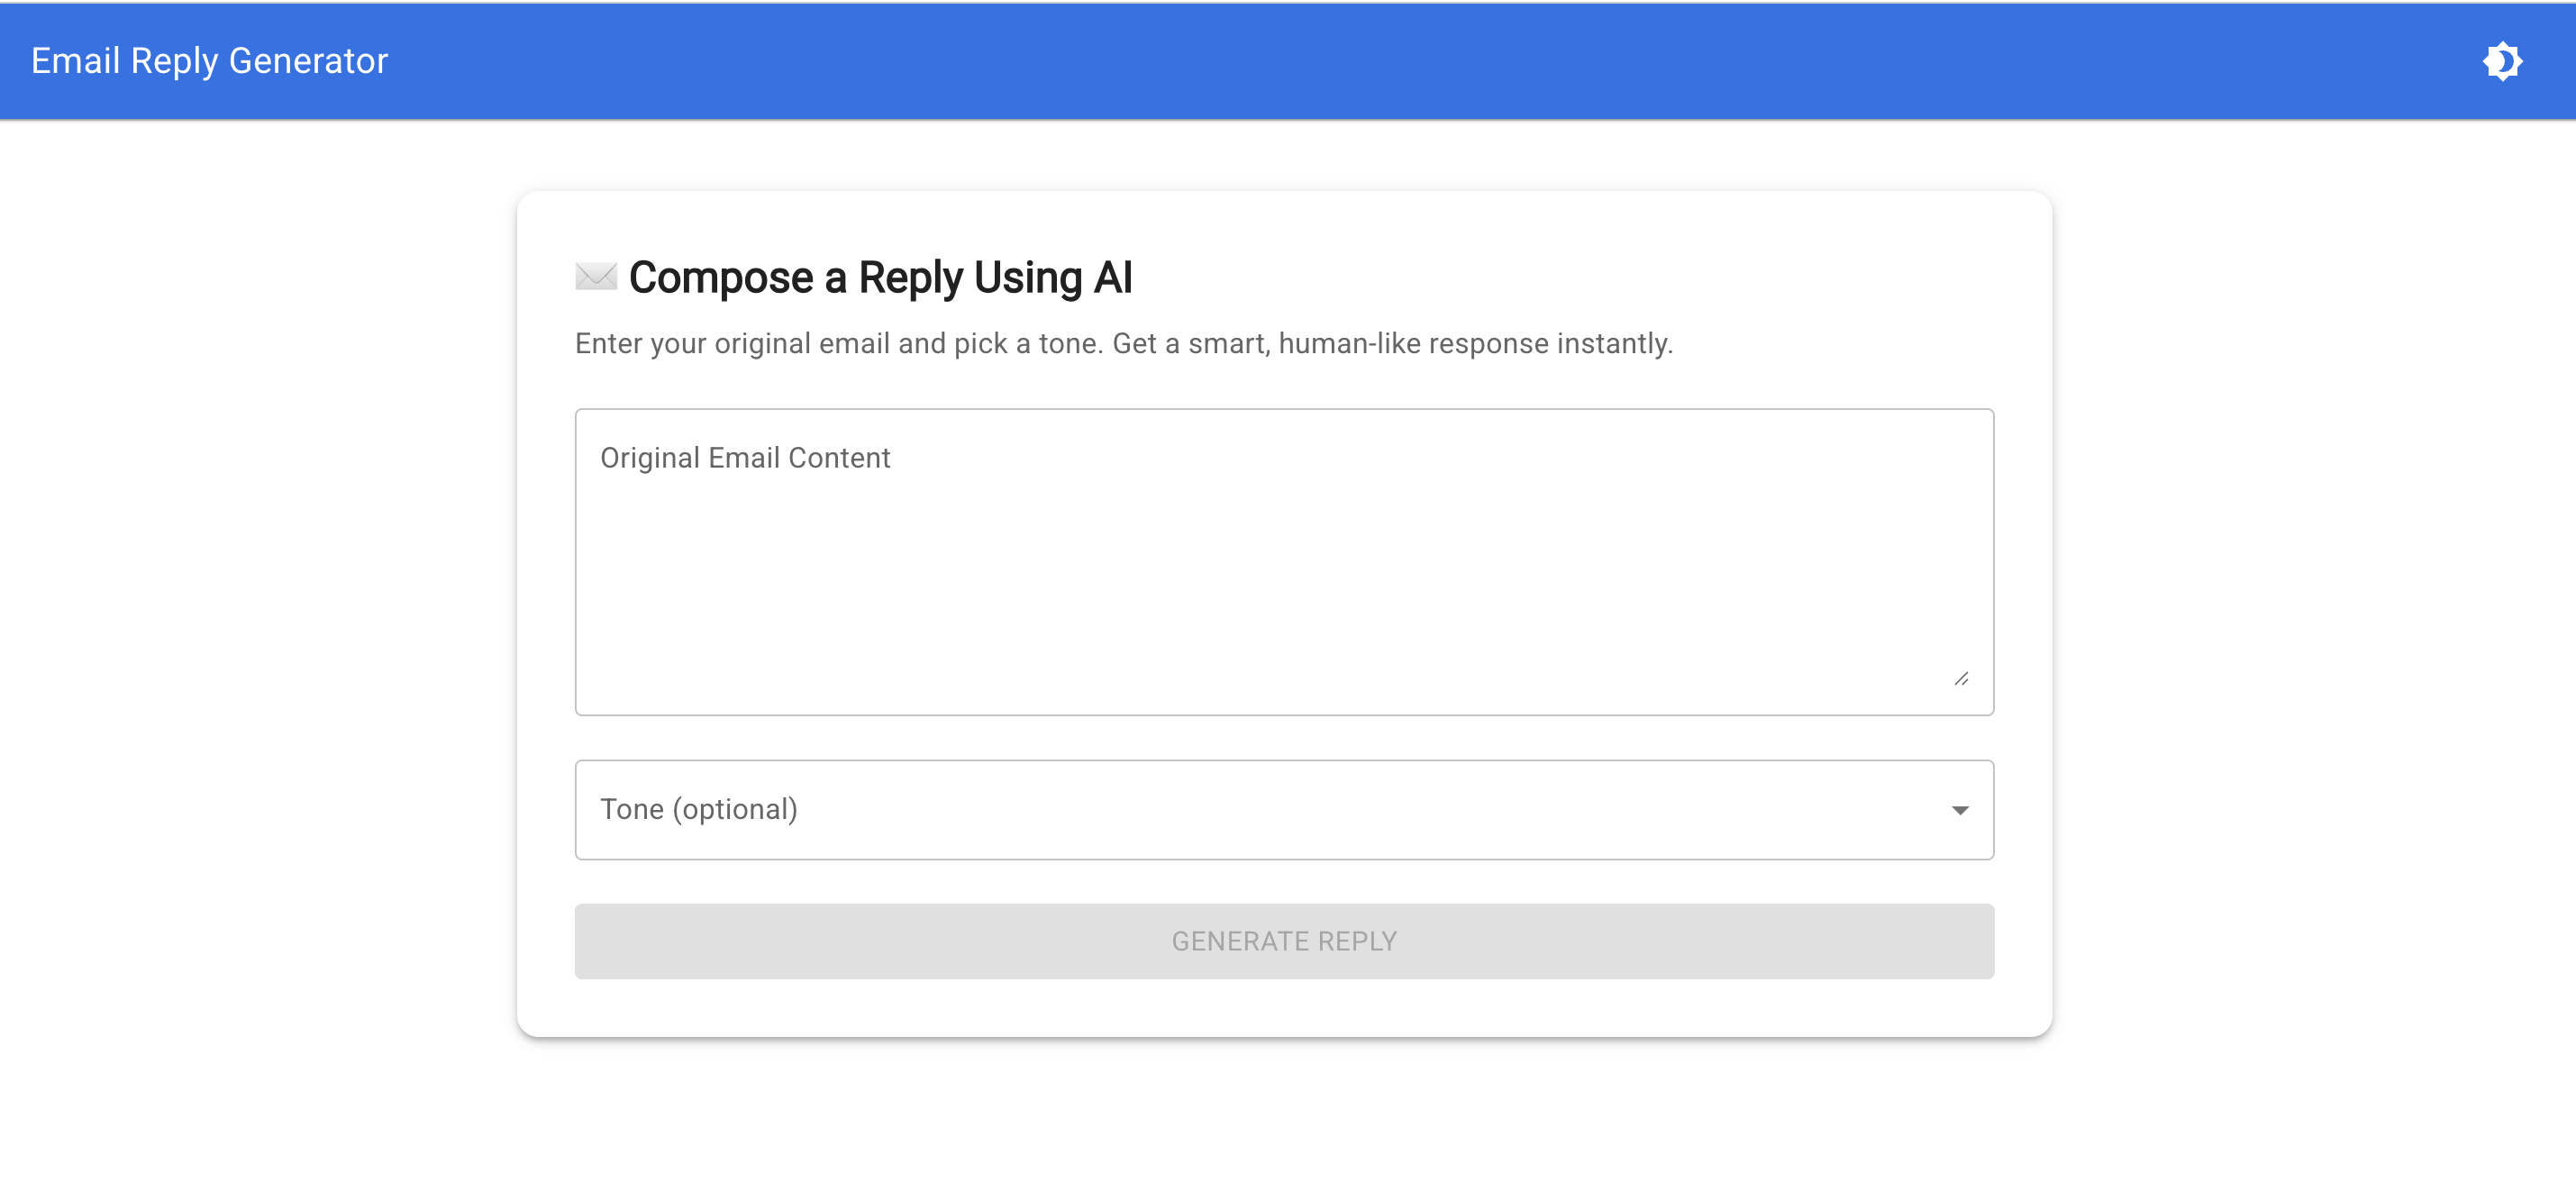 Email Reply Generator
✉️ Compose a Reply Using AI
Enter your original email and pick a tone. Get a smart, human-like response instantly.
Original Email Content
Tone (optional)
GENERATE REPLY